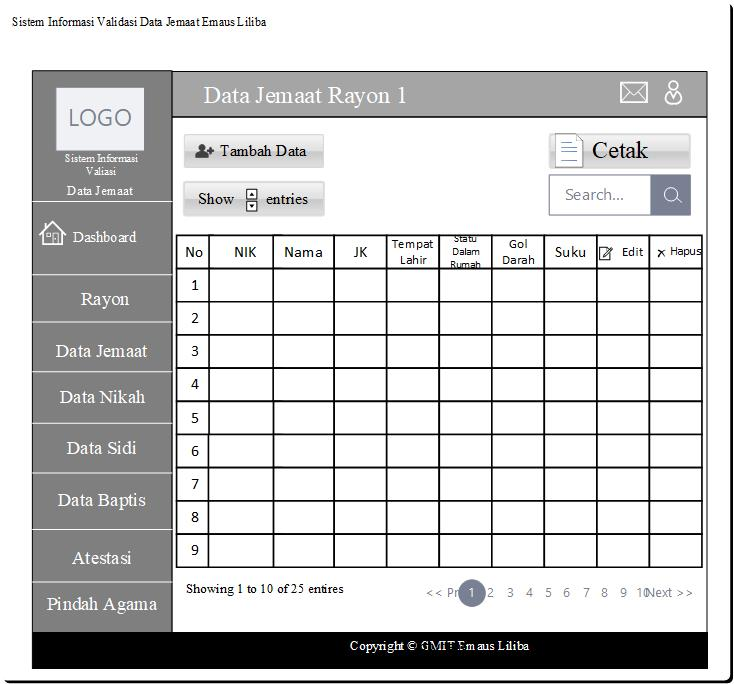 Sistem Informasi Validasi Data Jemaat Emaus Liliba
LOGO
Sistem Informasi
Valiasi
Data Jemaat
Data Jemaat Rayon 1
Tambah Data
Cetak
Show entries
Search...
Dashboard
Rayon
Data Jemaat
Data Nikah
Data Sidi
Data Baptis
Atestasi
Pindah Agama
No NIK Nama JK Tempat Lahir Statu Dalam Rumah Gol Darah Suku Edit Hapus
1
2
3
4
5
6
7
8
9
Showing 1 to 10 of 25 entires
<< Pr 1 2 3 4 5 6 7 8 9 10 Next >>
Copyright © GMIT Emaus Liliba